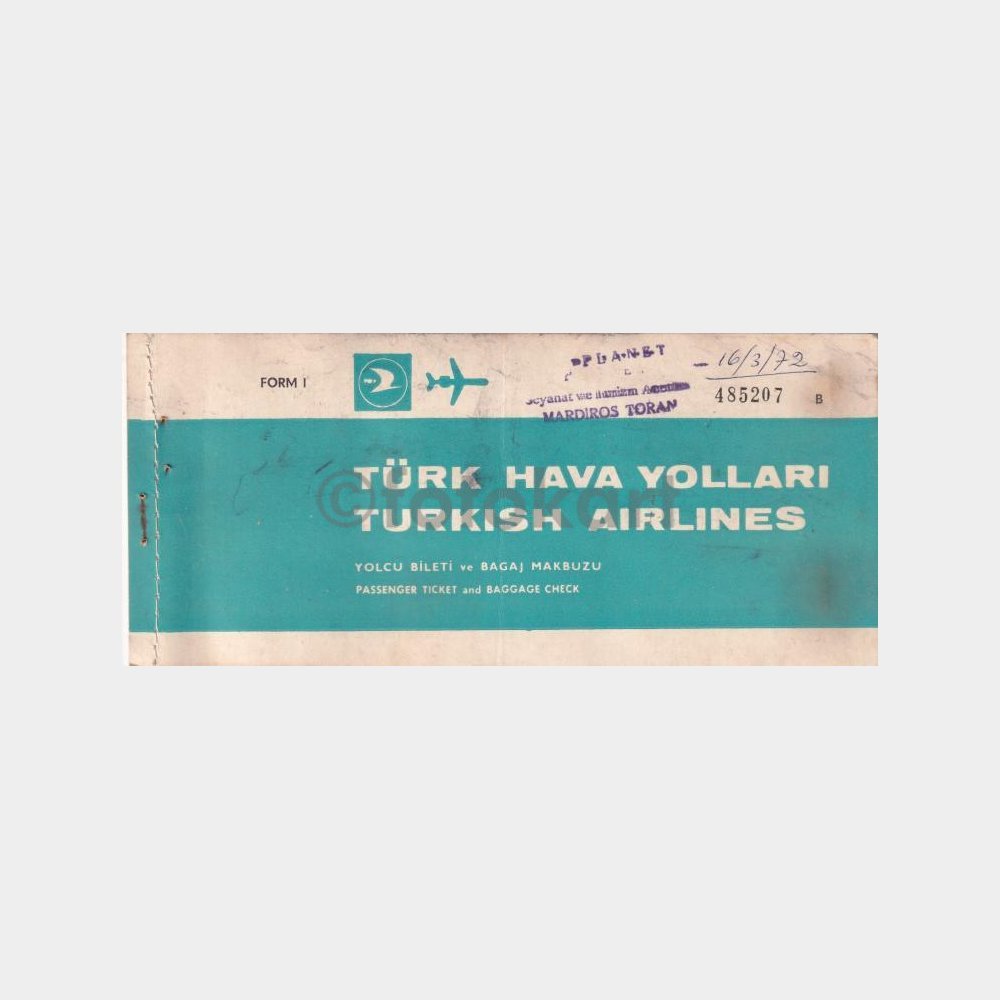 FORM I
PLANET
Seyahat ve Turizm Acentası
MARDIROS TORAN
16/3/72
485207 B
TÜRK HAVA YOLLARI
TURKISH AIRLINES
©fotokart
YOLCU BİLETİ ve BAGAJ MAKBUZU
PASSENGER TICKET and BAGGAGE CHECK